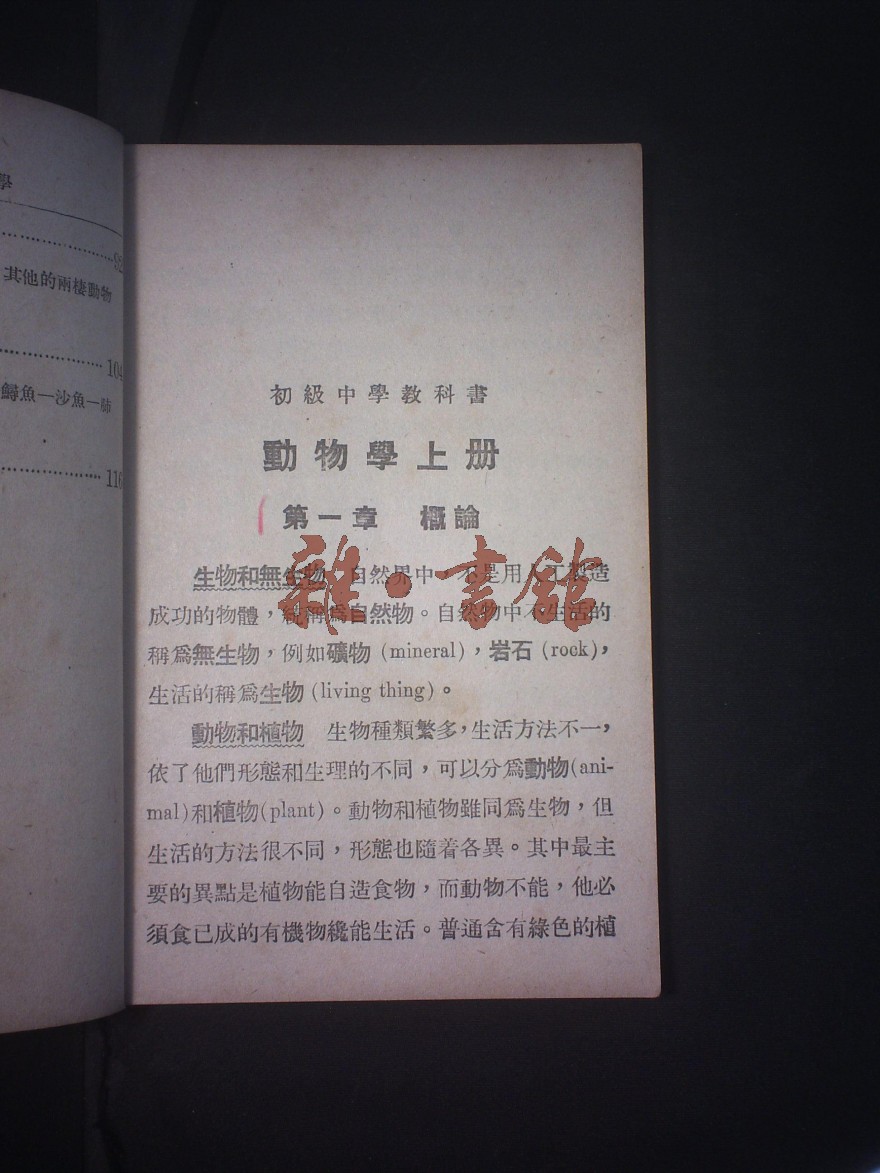 學
82
其他的兩棲動物
104
鱘魚—沙魚—肺
116
初級中學教科書
動物學上册
第一章 概論
生物和無生物 自然界中 不是用人工製造
成功的物體，統稱爲自然物。自然物中不生活的
稱爲無生物，例如礦物 (mineral)，岩石 (rock)，
生活的稱爲生物 (living thing)。
動物和植物 生物種類繁多，生活方法不一，
依了他們形態和生理的不同，可以分爲動物(ani-
mal)和植物(plant)。動物和植物雖同爲生物，但
生活的方法很不同，形態也隨着各異。其中最主
要的異點是植物能自造食物，而動物不能，他必
須食已成的有機物纔能生活。普通含有綠色的植
雜·書館